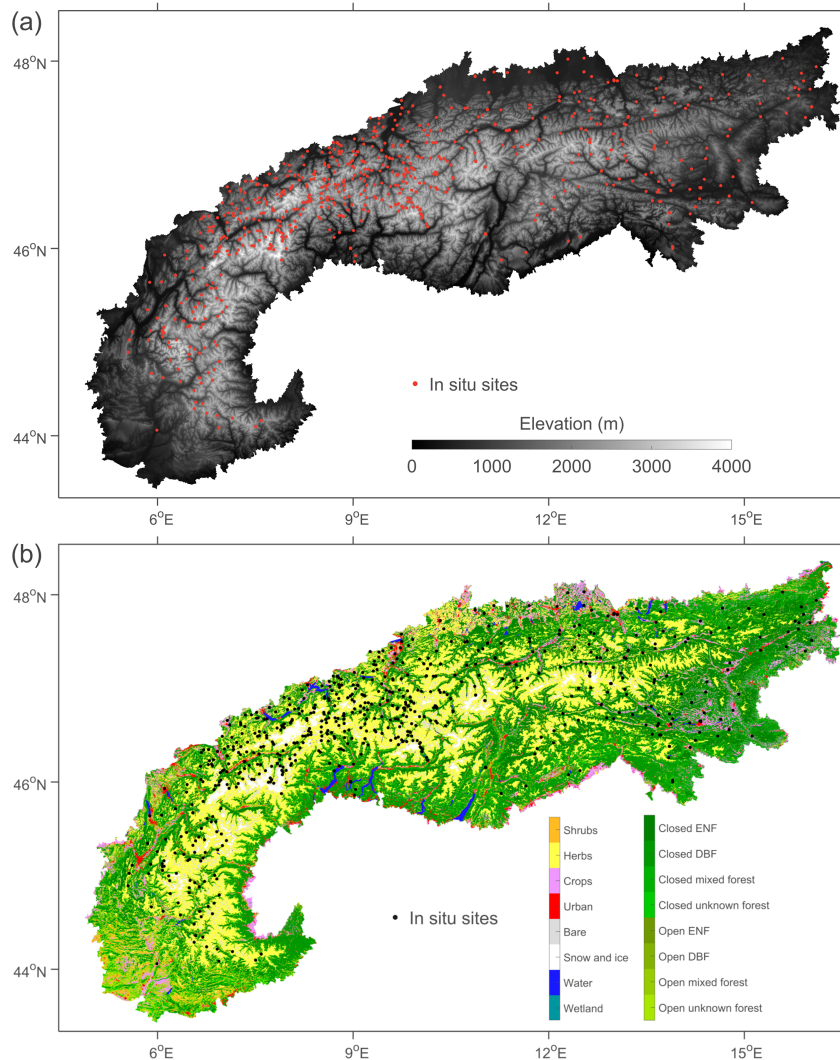 (a)
48°N
46°N
44°N
In situ sites
Elevation (m)
0 1000 2000 3000 4000
6°E 9°E 12°E 15°E
(b)
48°N
46°N
44°N
In situ sites
Shrubs
Herbs
Crops
Urban
Bare
Snow and ice
Water
Wetland
Closed ENF
Closed DBF
Closed mixed forest
Closed unknown forest
Open ENF
Open DBF
Open mixed forest
Open unknown forest
6°E 9°E 12°E 15°E